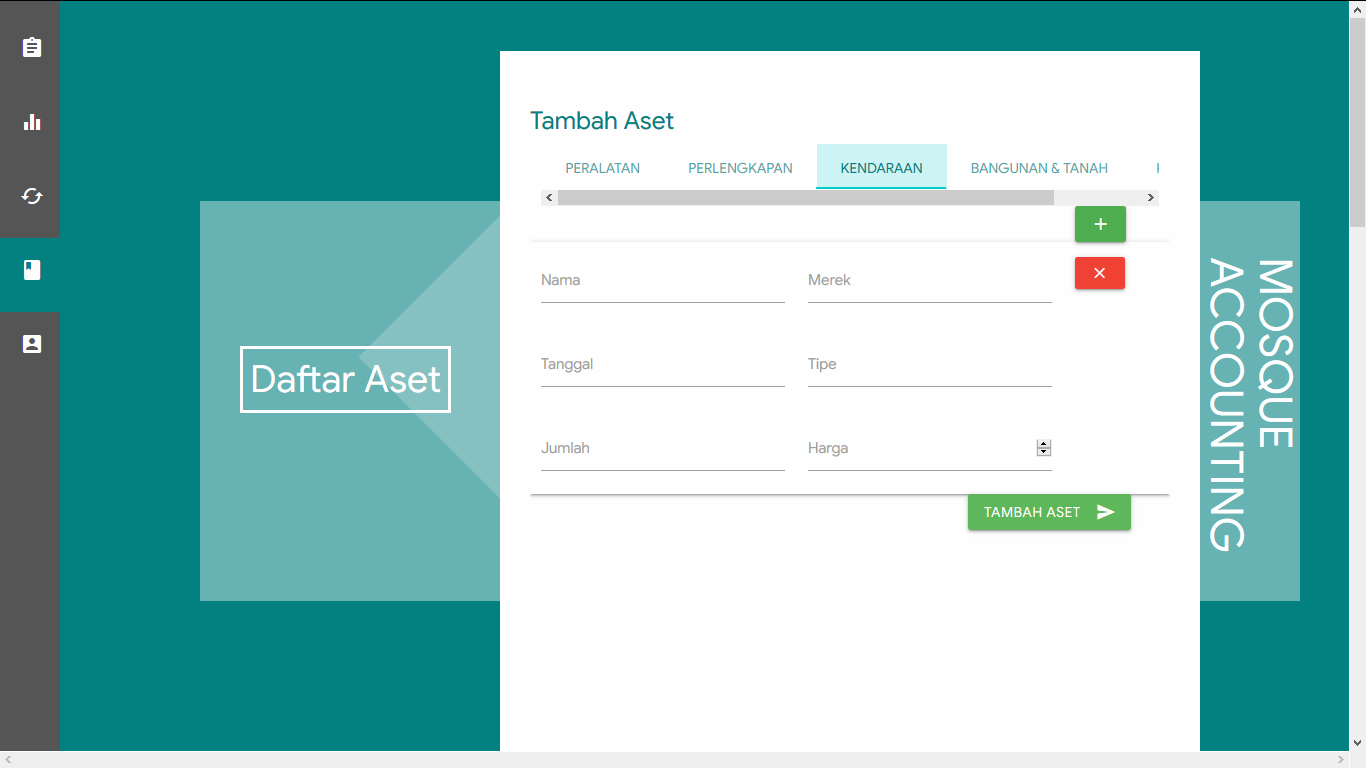 Tambah Aset
PERALATAN PERLENGKAPAN KENDARAAN BANGUNAN & TANAH
Nama Merek
Tanggal Tipe
Jumlah Harga
TAMBAH ASET
Daftar Aset
MOSQUE
ACCOUNTING